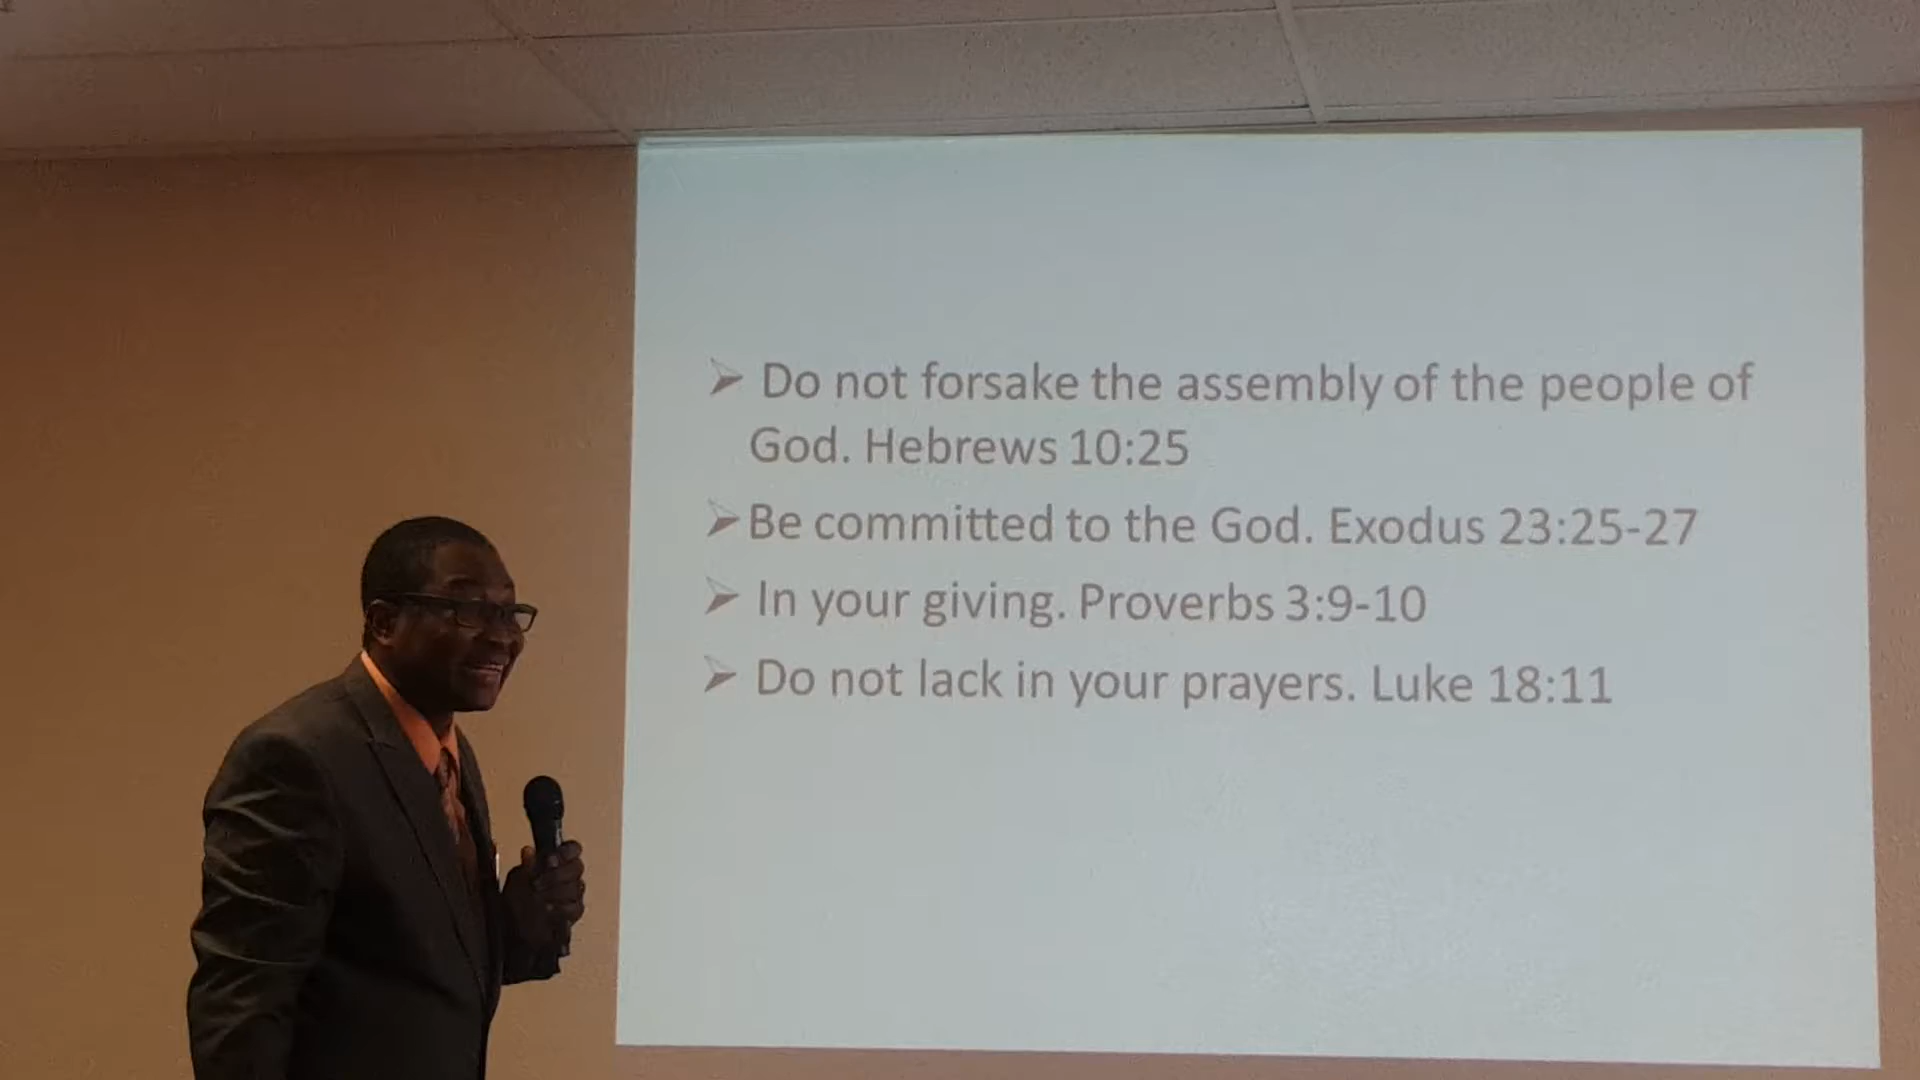 Do not forsake the assembly of the people of
God. Hebrews 10:25
Be committed to the God. Exodus 23:25-27
In your giving. Proverbs 3:9-10
Do not lack in your prayers. Luke 18:11